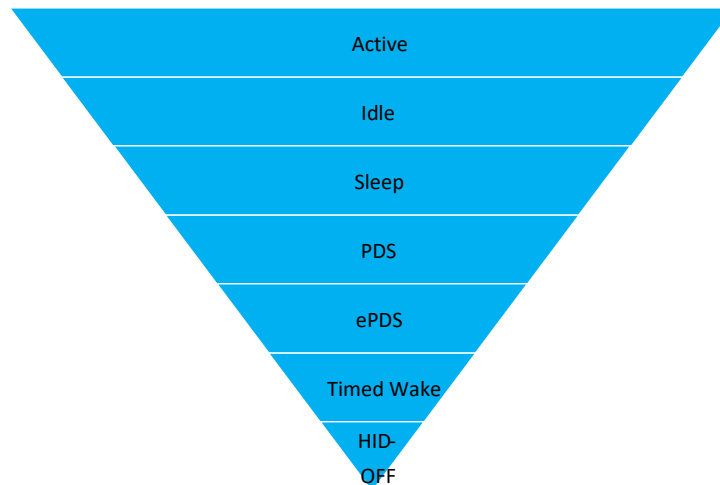 Active
Idle
Sleep
PDS
ePDS
Timed Wake
HID-
OFF